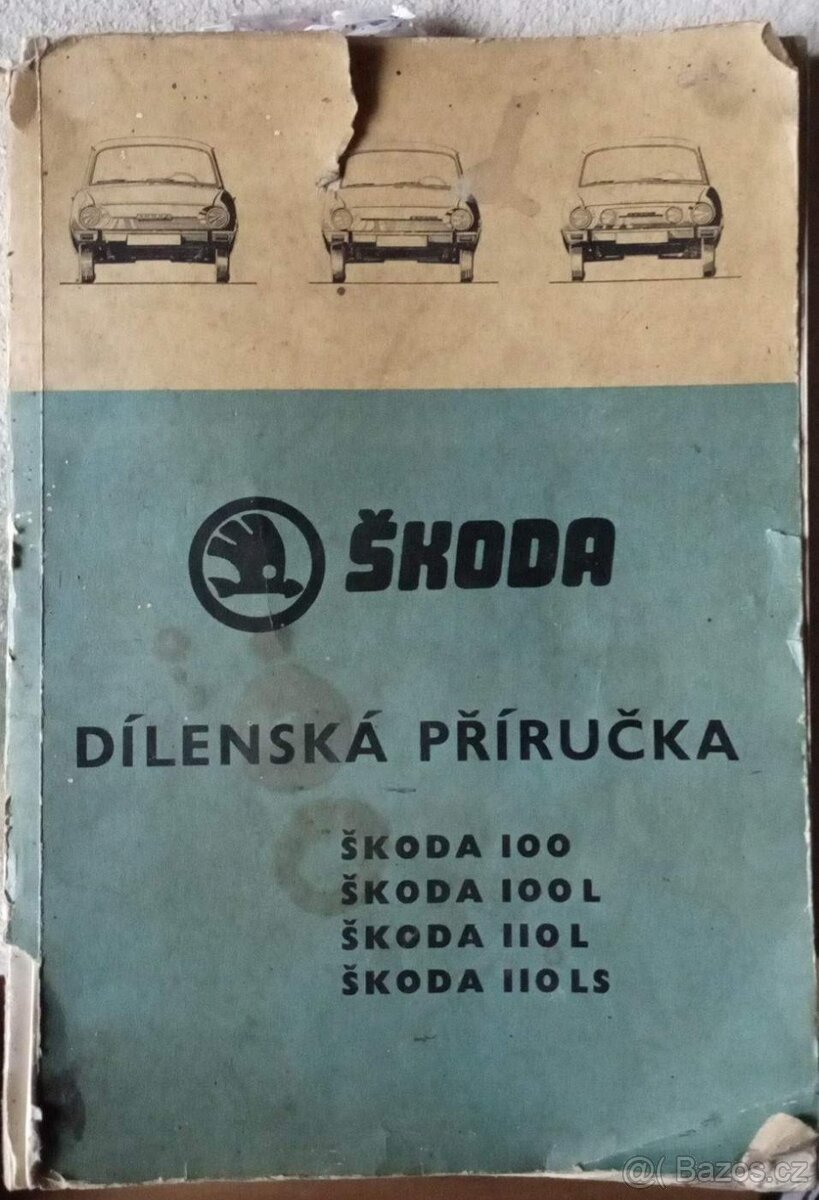 ŠKODA
DÍLENSKÁ PŘÍRUČKA
ŠKODA 100
ŠKODA 100 L
ŠKODA 110 L
ŠKODA 110 LS
@( Bazos.cz